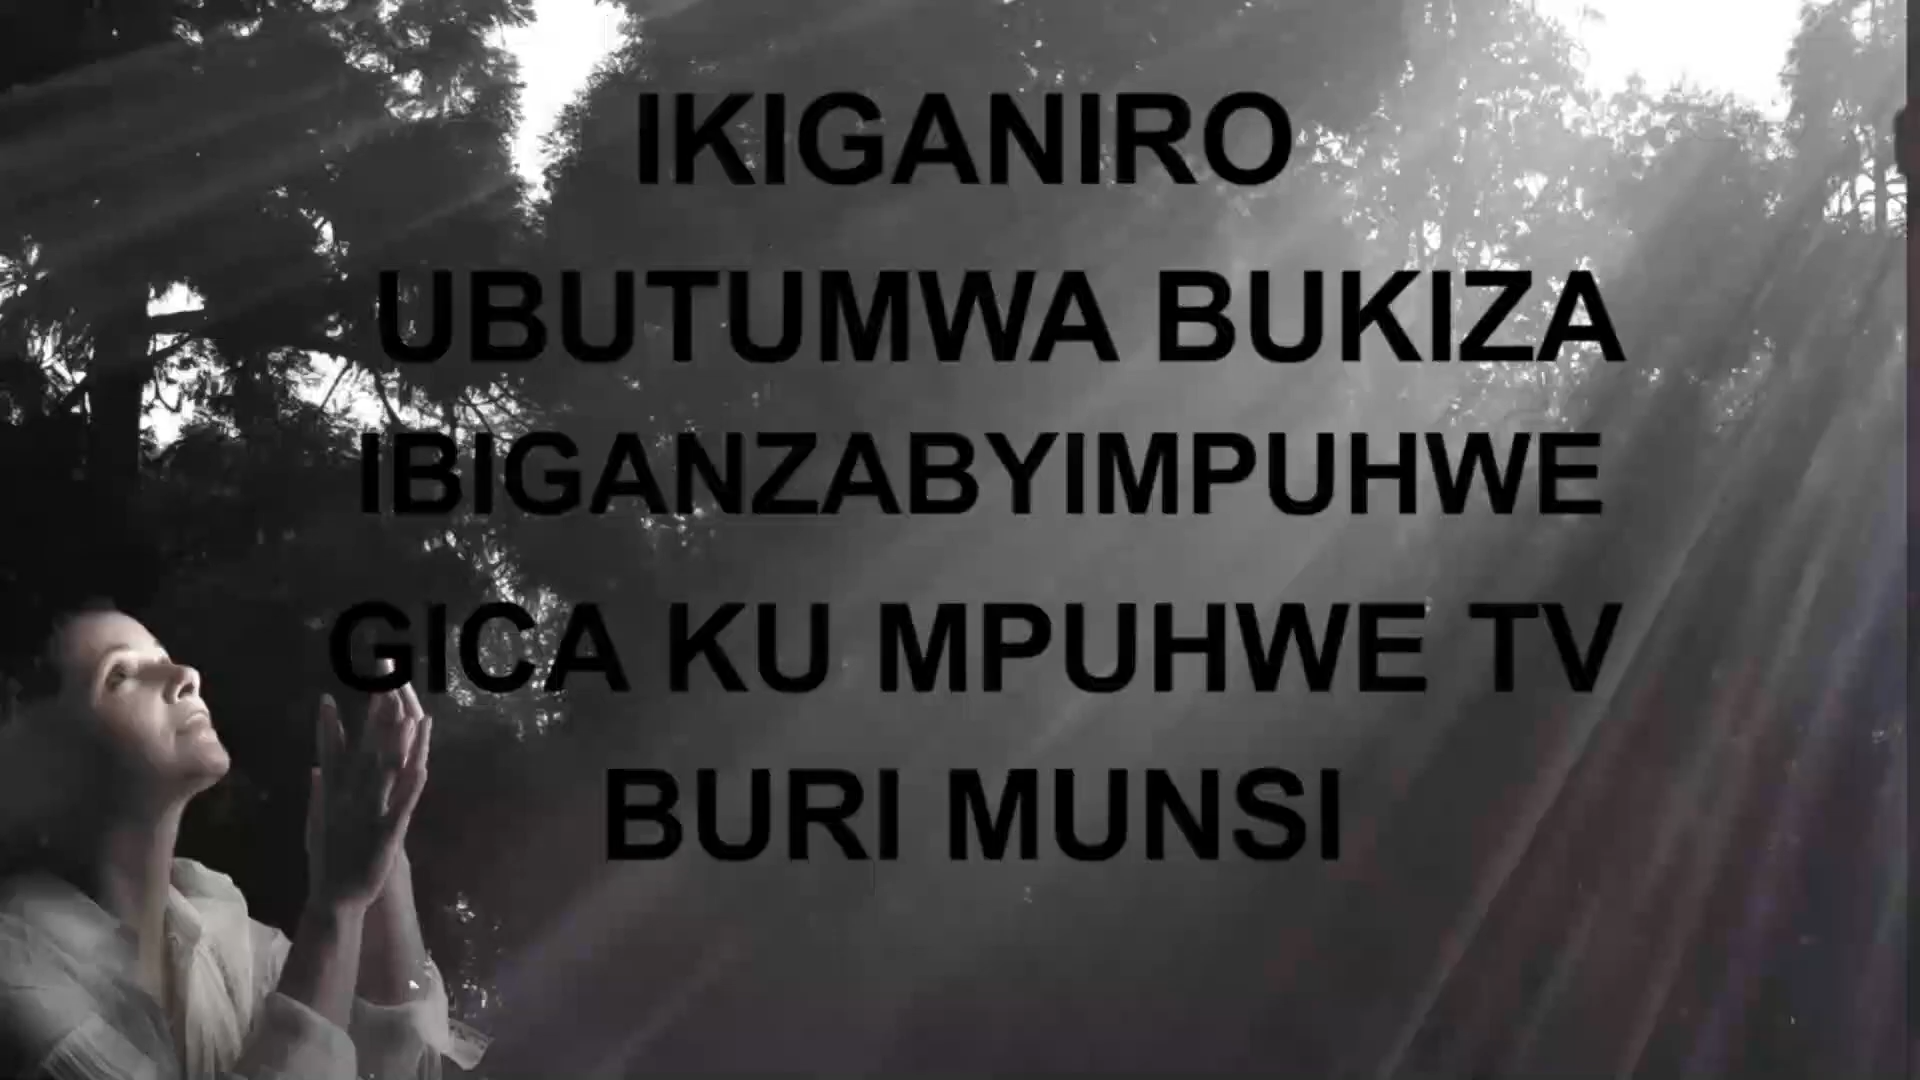 IKIGANIRO
UBUTUMWA BUKIZA
IBIGANZABYIMPUHWE
GICA KU MPUHWE TV
BURI MUNSI